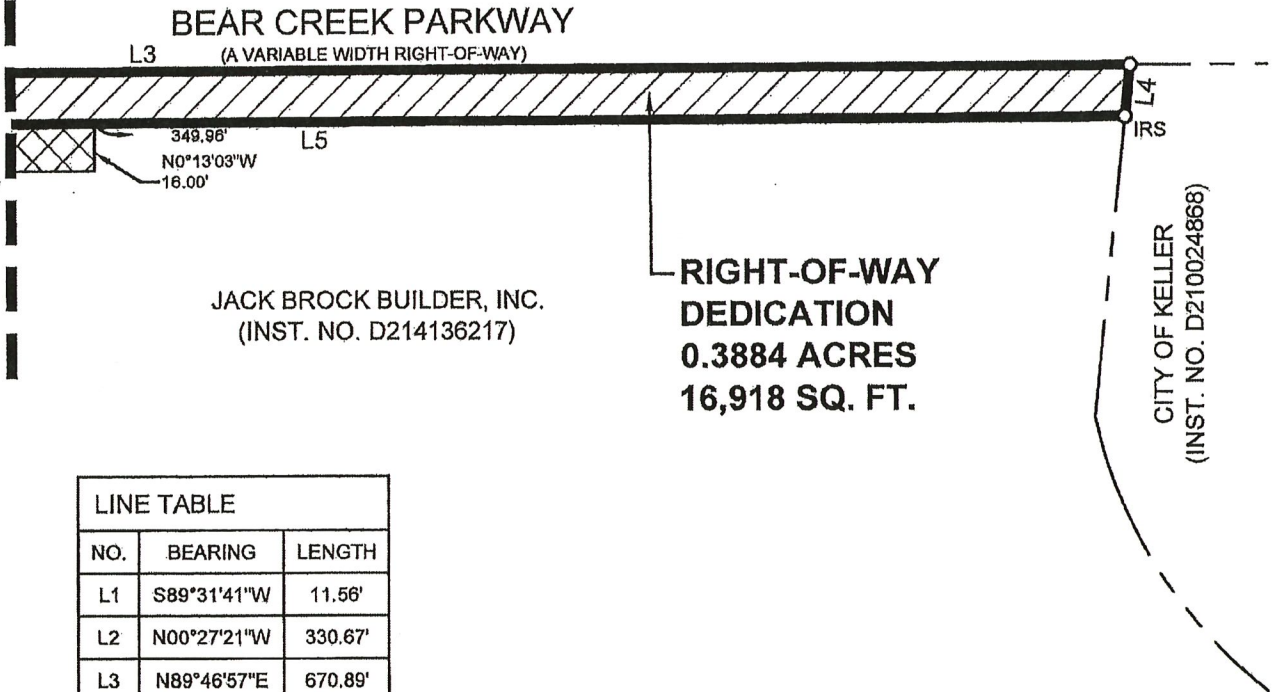 BEAR CREEK PARKWAY
L3 (A VARIABLE WIDTH RIGHT-OF-WAY)
L4
IRS
349.96'
L5
N0°13'03"W
16.00'
RIGHT-OF-WAY
DEDICATION
0.3884 ACRES
16,918 SQ. FT.
JACK BROCK BUILDER, INC.
(INST. NO. D214136217)
CITY OF KELLER
(INST. NO. D210024868)
LINE TABLE
NO. BEARING LENGTH
L1 S89°31'41"W 11.56'
L2 N00°27'21"W 330.67'
L3 N89°46'57"E 670.89'